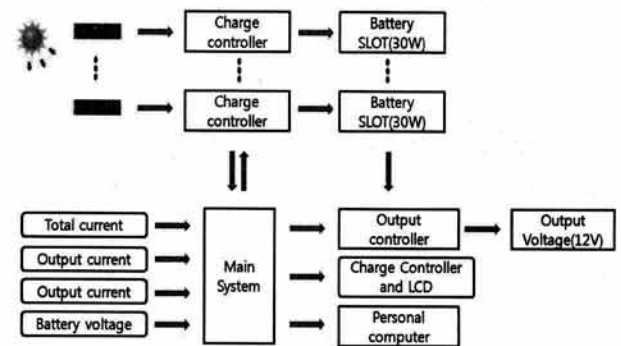 Charge
controller
Battery
SLOT(30W)
Charge
controller
Battery
SLOT(30W)
Total current
Output current
Output current
Battery voltage
Main
System
Output
controller
Output
Voltage(12V)
Charge Controller
and LCD
Personal
computer